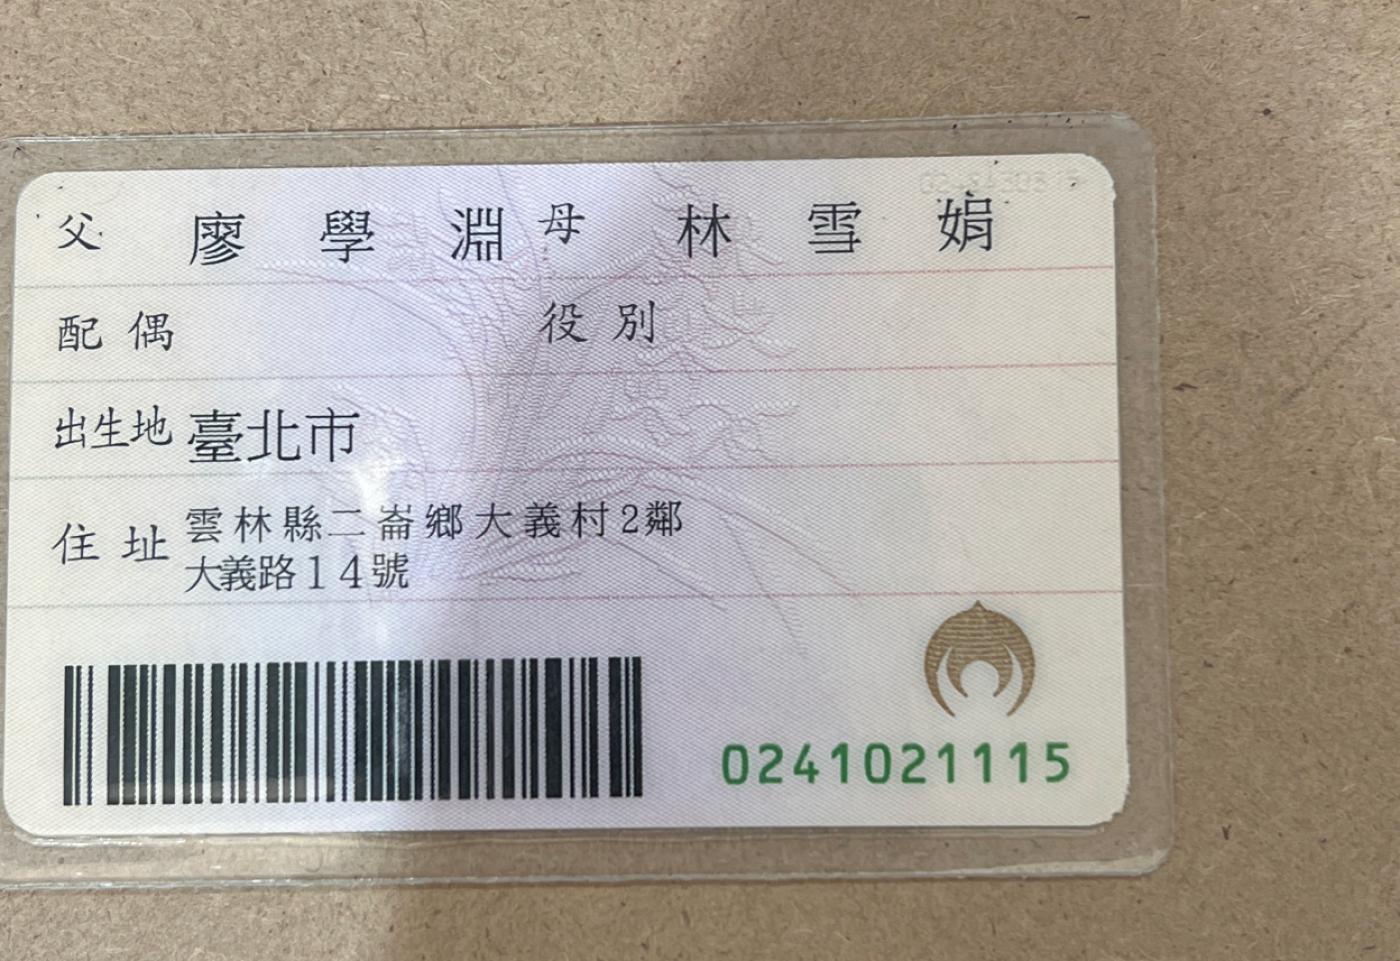 父 廖學淵 母 林雪娟
配偶 役別
出生地 臺北市
住址 雲林縣二崙鄉大義村2鄰
大義路14號
0241021115